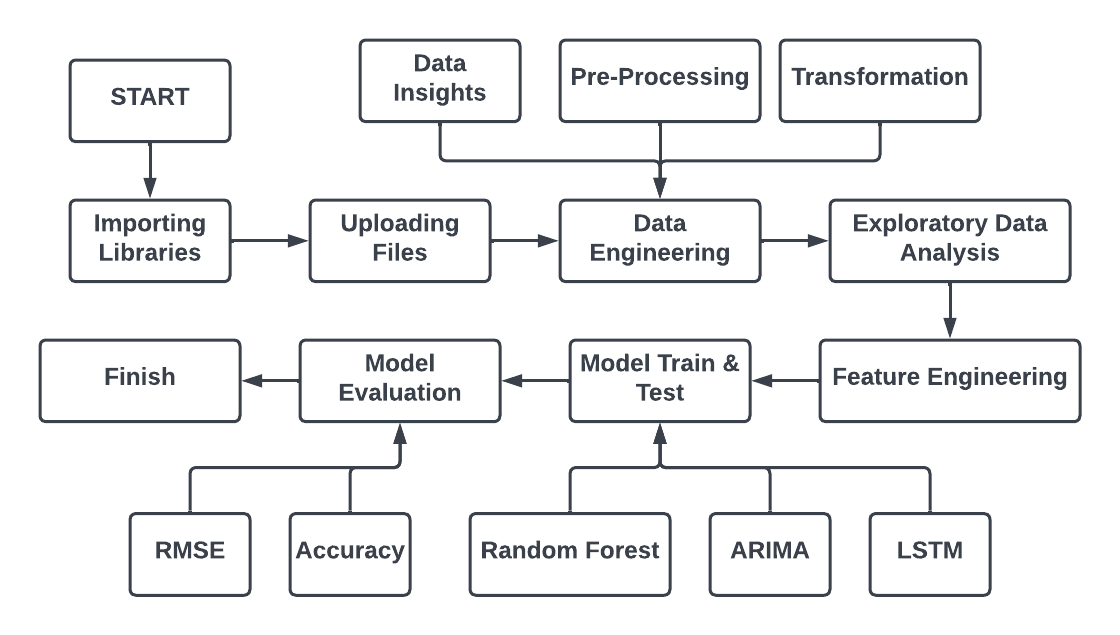 START
Data
Insights
Pre-Processing
Transformation
Importing
Libraries
Uploading
Files
Data
Engineering
Exploratory Data
Analysis
Finish
Model
Evaluation
Model Train &
Test
Feature Engineering
RMSE
Accuracy
Random Forest
ARIMA
LSTM